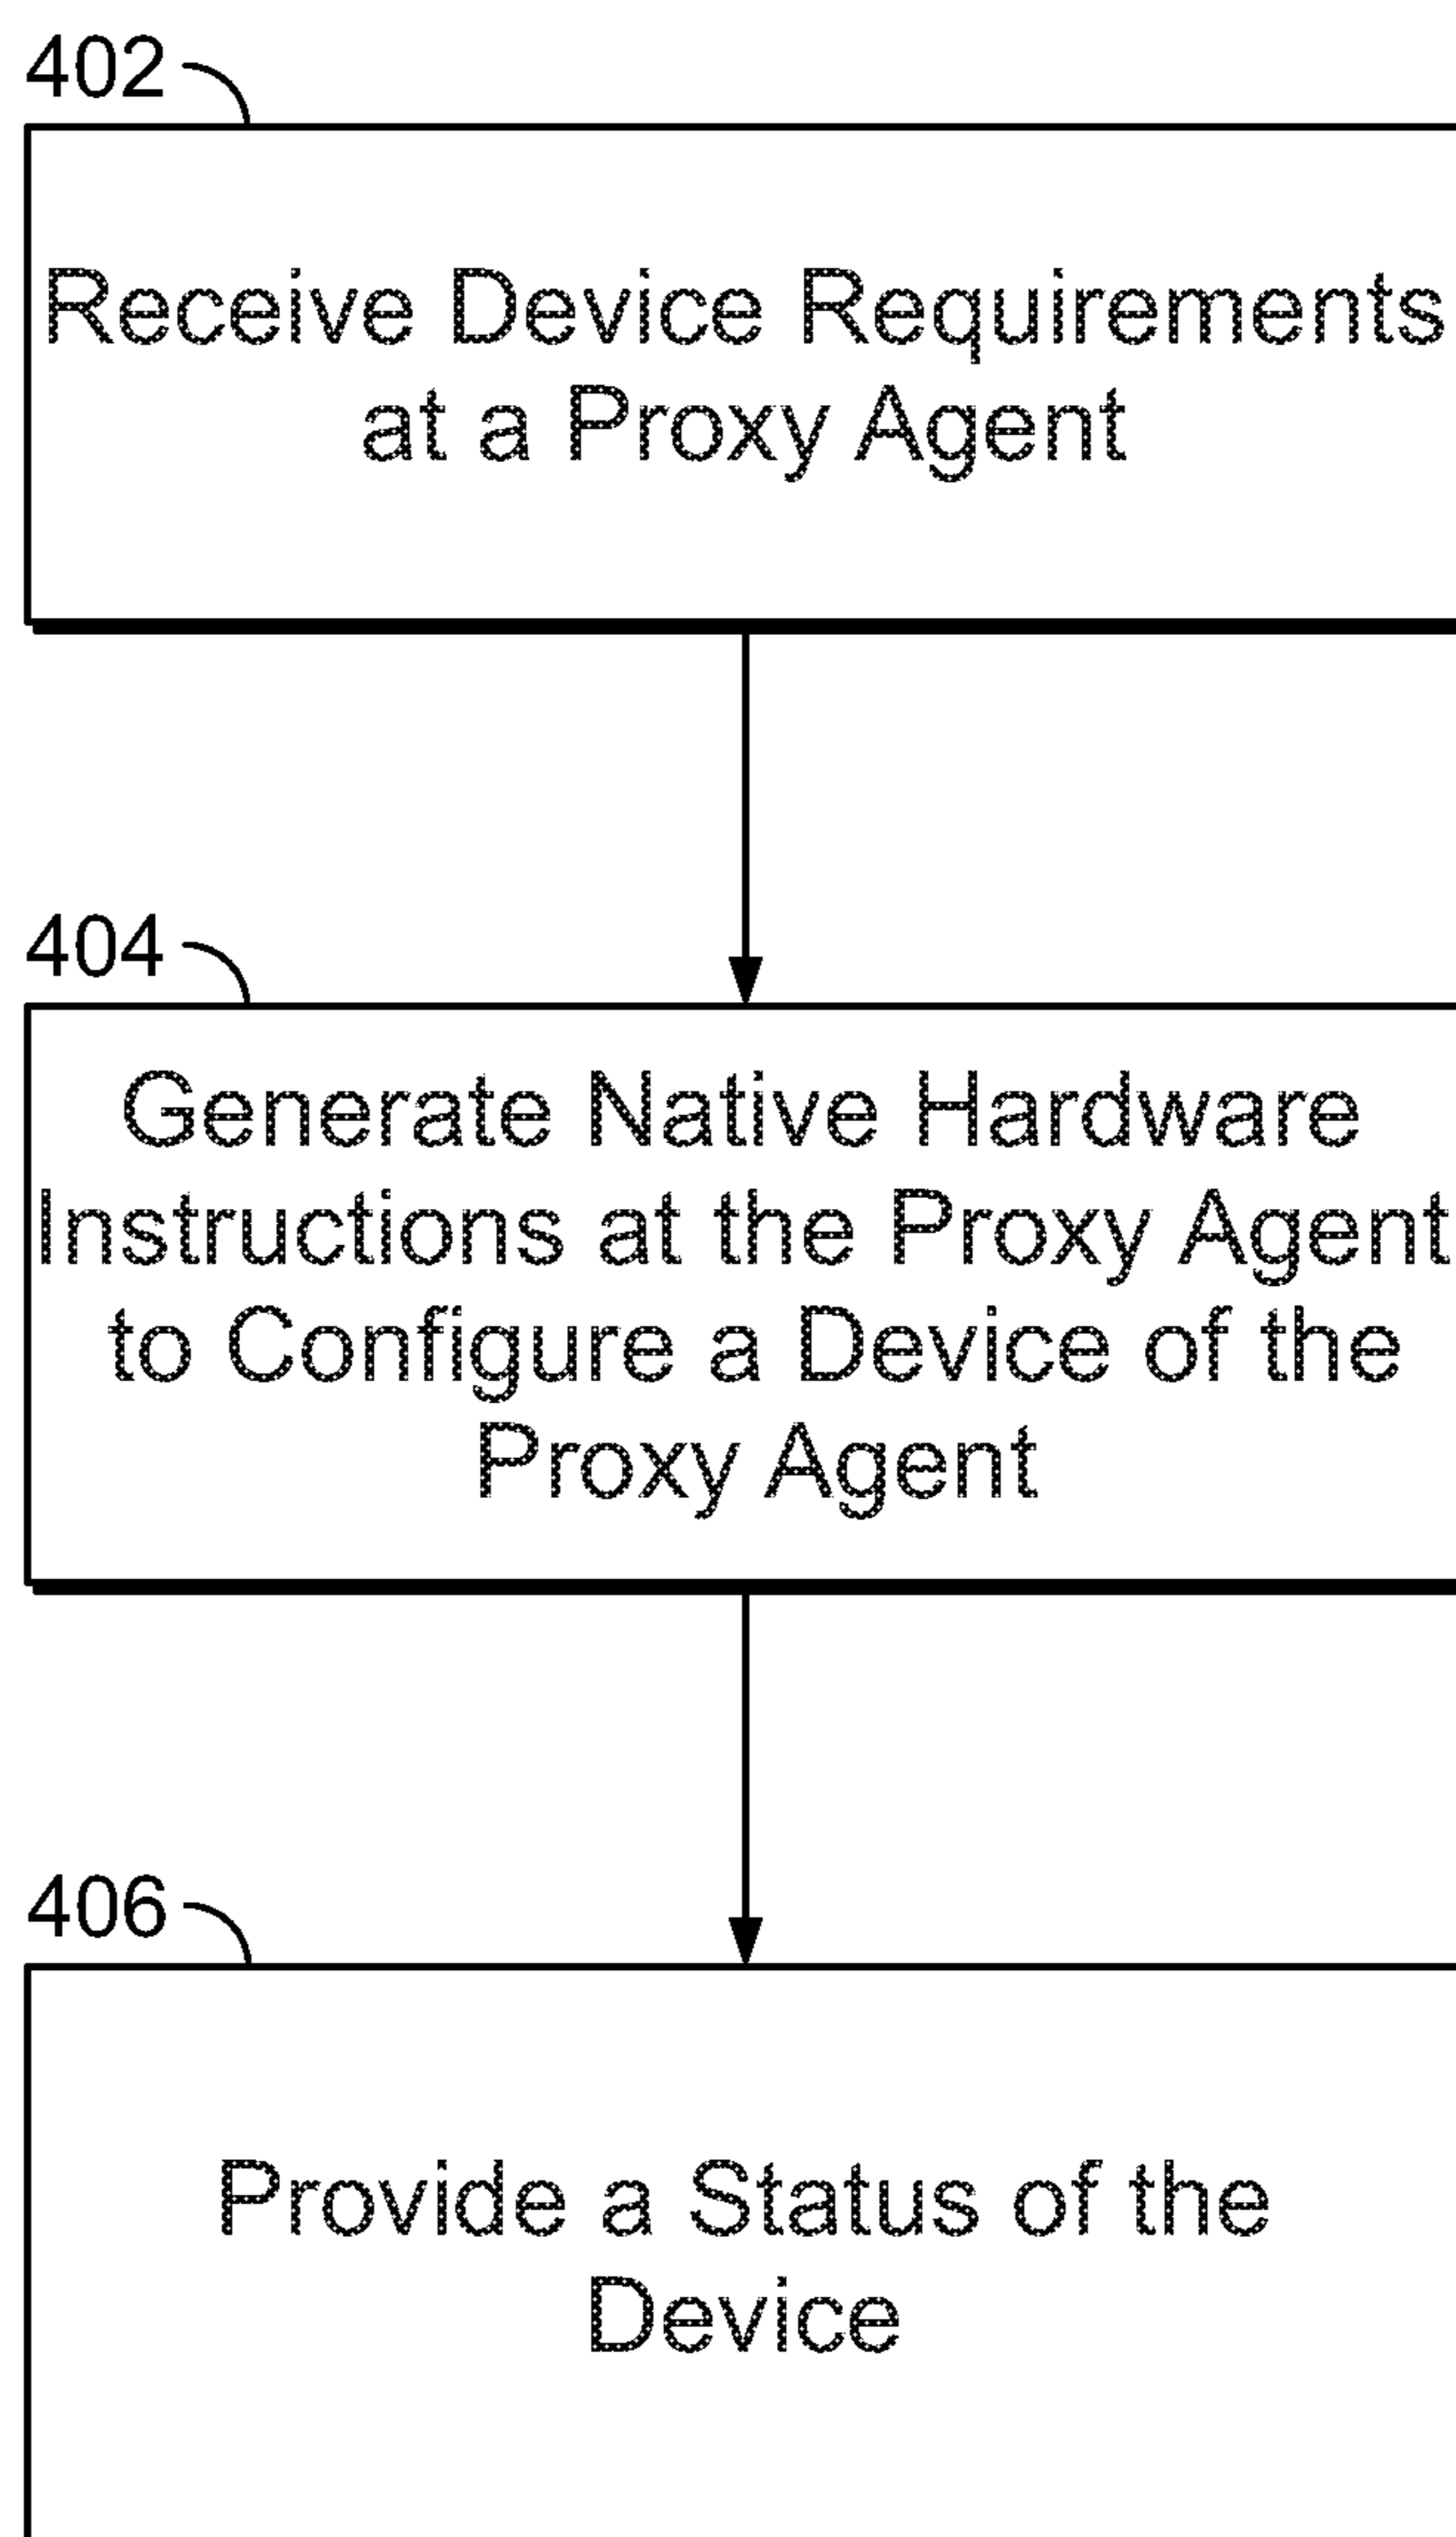 402
Receive Device Requirements
at a Proxy Agent
404
Generate Native Hardware
Instructions at the Proxy Agent
to Configure a Device of the
Proxy Agent
406
Provide a Status of the
Device